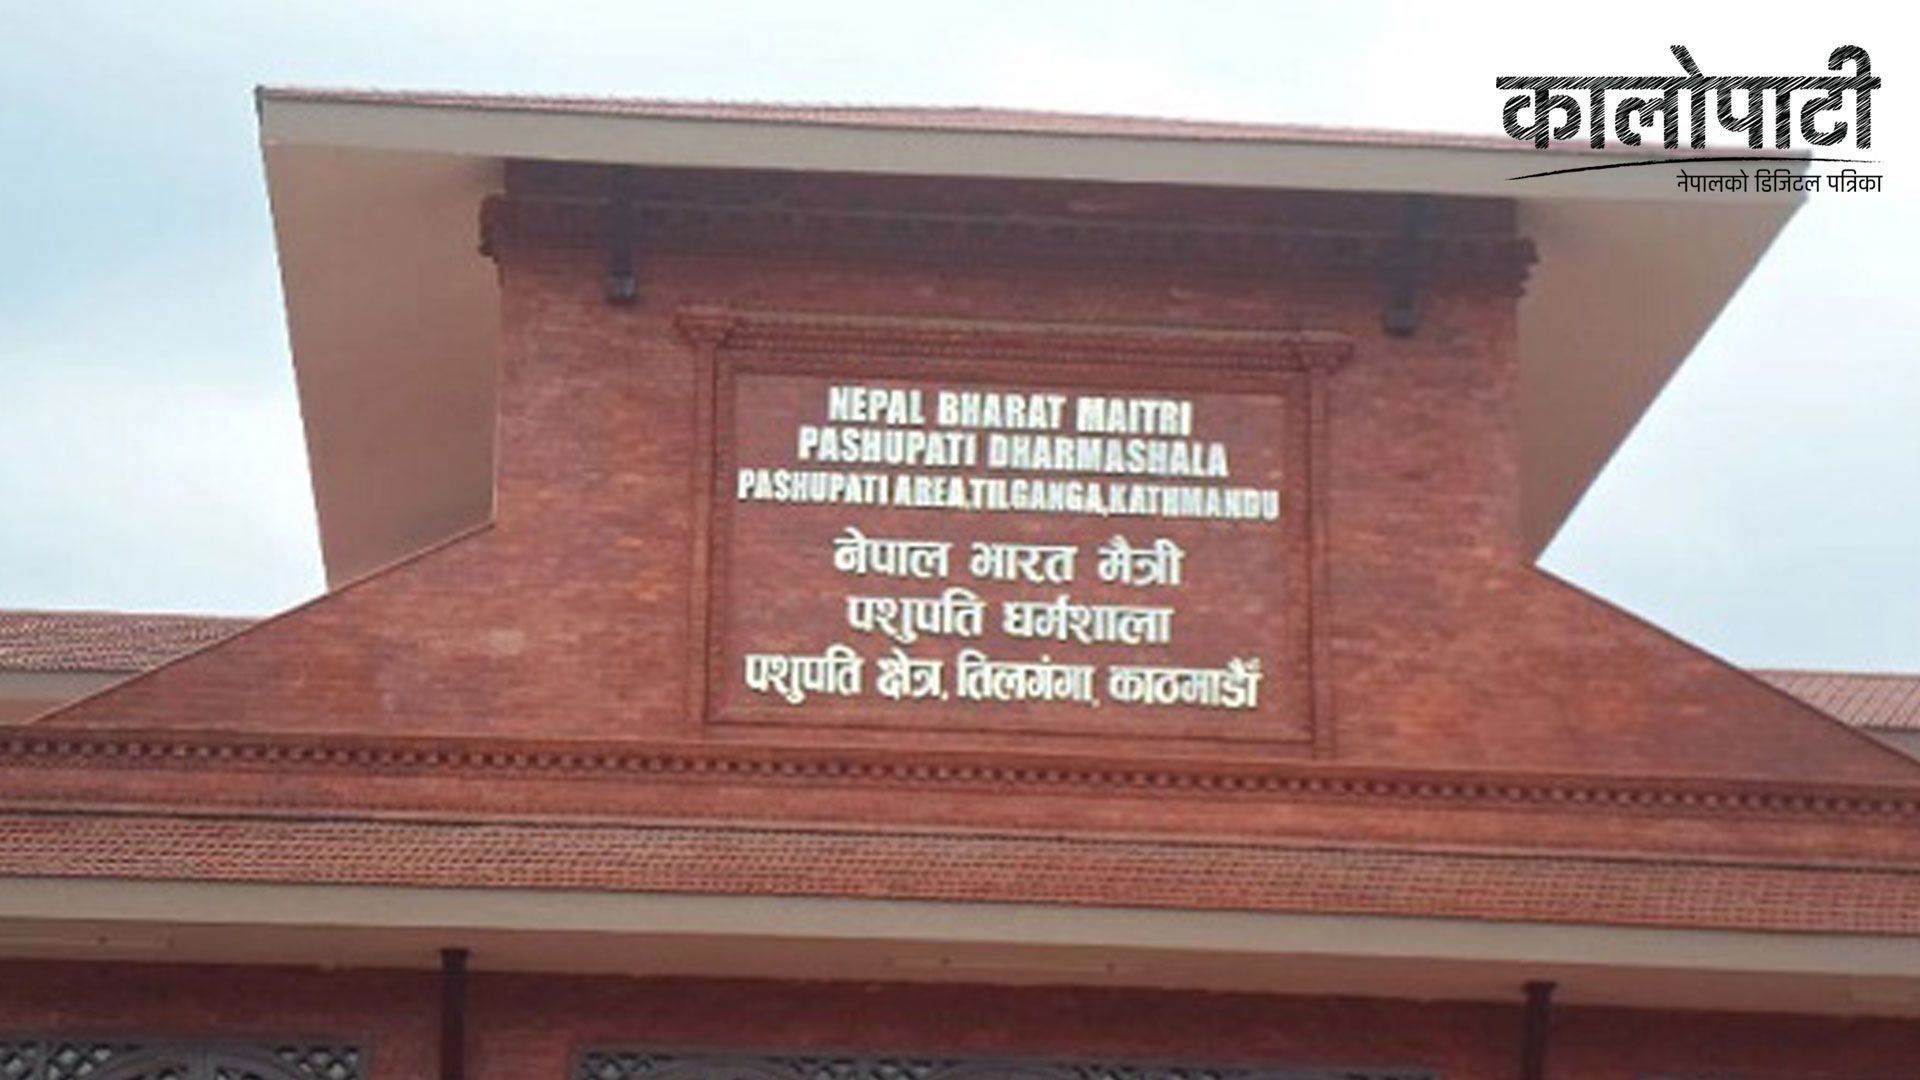 कालोपाटी
नेपालको डिजिटल पत्रिका
NEPAL BHARAT MAITRI
PASHUPATI DHARMASHALA
PASHUPATI AREA,TILGANGA,KATHMANDU
नेपाल भारत मैत्री
पशुपति धर्मशाला
पशुपति क्षेत्र, तिलगंगा, काठमाडौँ